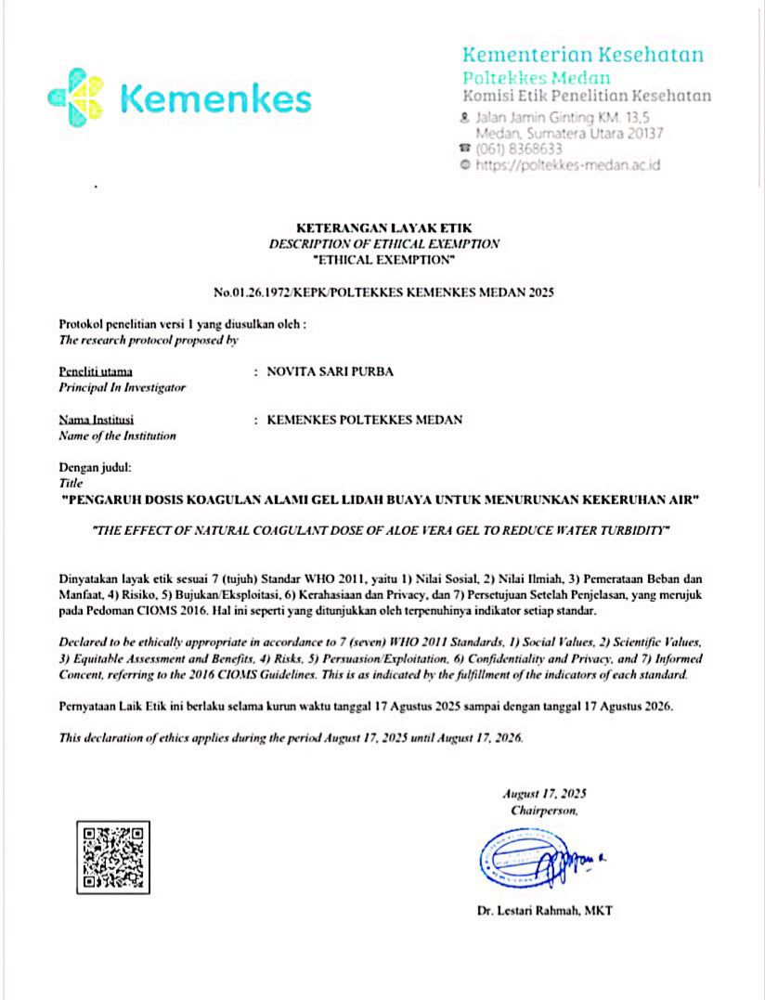 Kemenkes
Kementerian Kesehatan
Poltekkes Medan
Komisi Etik Penelitian Kesehatan
Jalan Jamin Ginting KM. 13,5
Medan, Sumatera Utara 20137
(061) 8368633
https://poltekkes-medan.ac.id
KETERANGAN LAYAK ETIK
DESCRIPTION OF ETHICAL EXEMPTION
"ETHICAL EXEMPTION"
No.01.26.1972/KEPK/POLTEKKES KEMENKES MEDAN 2025
Protokol penelitian versi 1 yang diusulkan oleh :
The research protocol proposed by
Peneliti utama : NOVITA SARI PURBA
Principal In Investigator
Nama Institusi : KEMENKES POLTEKKES MEDAN
Name of the Institution
Dengan judul:
Title
"PENGARUH DOSIS KOAGULAN ALAMI GEL LIDAH BUAYA UNTUK MENURUNKAN KEKERUHAN AIR"
"THE EFFECT OF NATURAL COAGULANT DOSE OF ALOE VERA GEL TO REDUCE WATER TURBIDITY"
Dinyatakan layak etik sesuai 7 (tujuh) Standar WHO 2011, yaitu 1) Nilai Sosial, 2) Nilai Ilmiah, 3) Pemerataan Beban dan
Manfaat, 4) Risiko, 5) Bujukan/Eksploitasi, 6) Kerahasiaan dan Privacy, dan 7) Persetujuan Setelah Penjelasan, yang merujuk
pada Pedoman CIOMS 2016. Hal ini seperti yang ditunjukkan oleh terpenuhinya indikator setiap standar.
Declared to be ethically appropriate in accordance to 7 (seven) WHO 2011 Standards, 1) Social Values, 2) Scientific Values,
3) Equitable Assessment and Benefits, 4) Risks, 5) Persuasion/Exploitation, 6) Confidentiality and Privacy, and 7) Informed
Concent, referring to the 2016 CIOMS Guidelines. This is as indicated by the fulfillment of the indicators of each standard.
Pernyataan Laik Etik ini berlaku selama kurun waktu tanggal 17 Agustus 2025 sampai dengan tanggal 17 Agustus 2026.
This declaration of ethics applies during the period August 17, 2025 until August 17, 2026.
August 17, 2025
Chairperson,
Dr. Lestari Rahmah, MKT